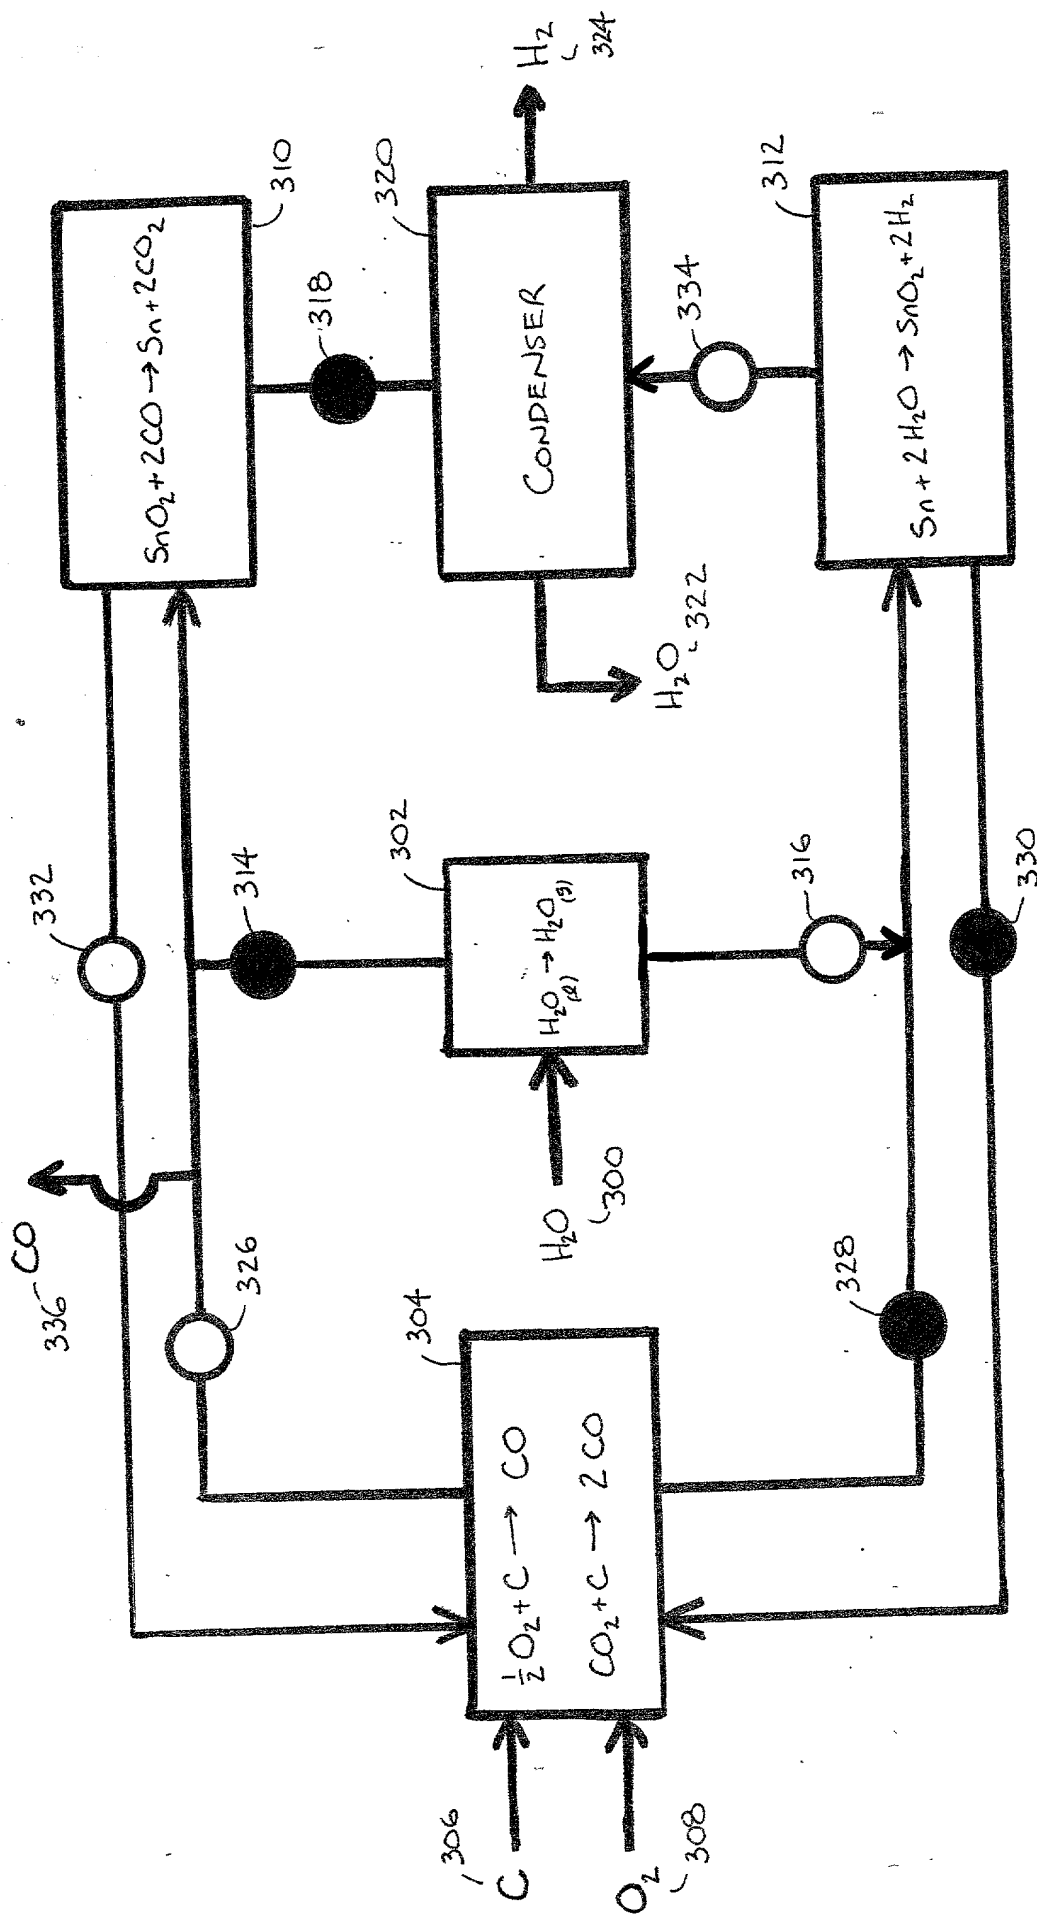 336 CO
332
SnO₂ + 2CO → Sn + 2CO₂
310
326
314
318
304
302
320
C
306
½O₂ + C → CO
CO₂ + C → 2 CO
O₂
308
H₂O
300
H₂O(l) → H₂O(g)
CONDENSER
H₂
324
H₂O
322
316
334
312
328
330
Sn + 2H₂O → SnO₂ + 2H₂